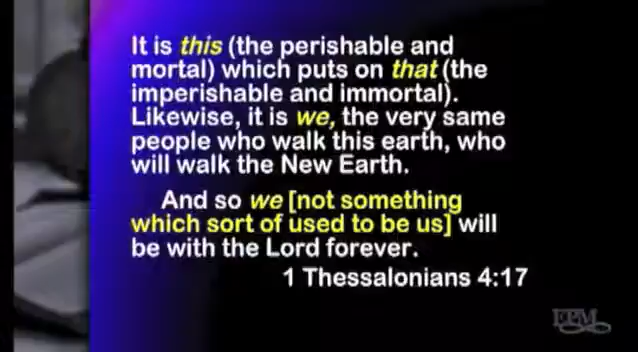 It is this (the perishable and
mortal) which puts on that (the
imperishable and immortal).
Likewise, it is we, the very same
people who walk this earth, who
will walk the New Earth.
And so we [not something
which sort of used to be us] will
be with the Lord forever.
1 Thessalonians 4:17
EPM